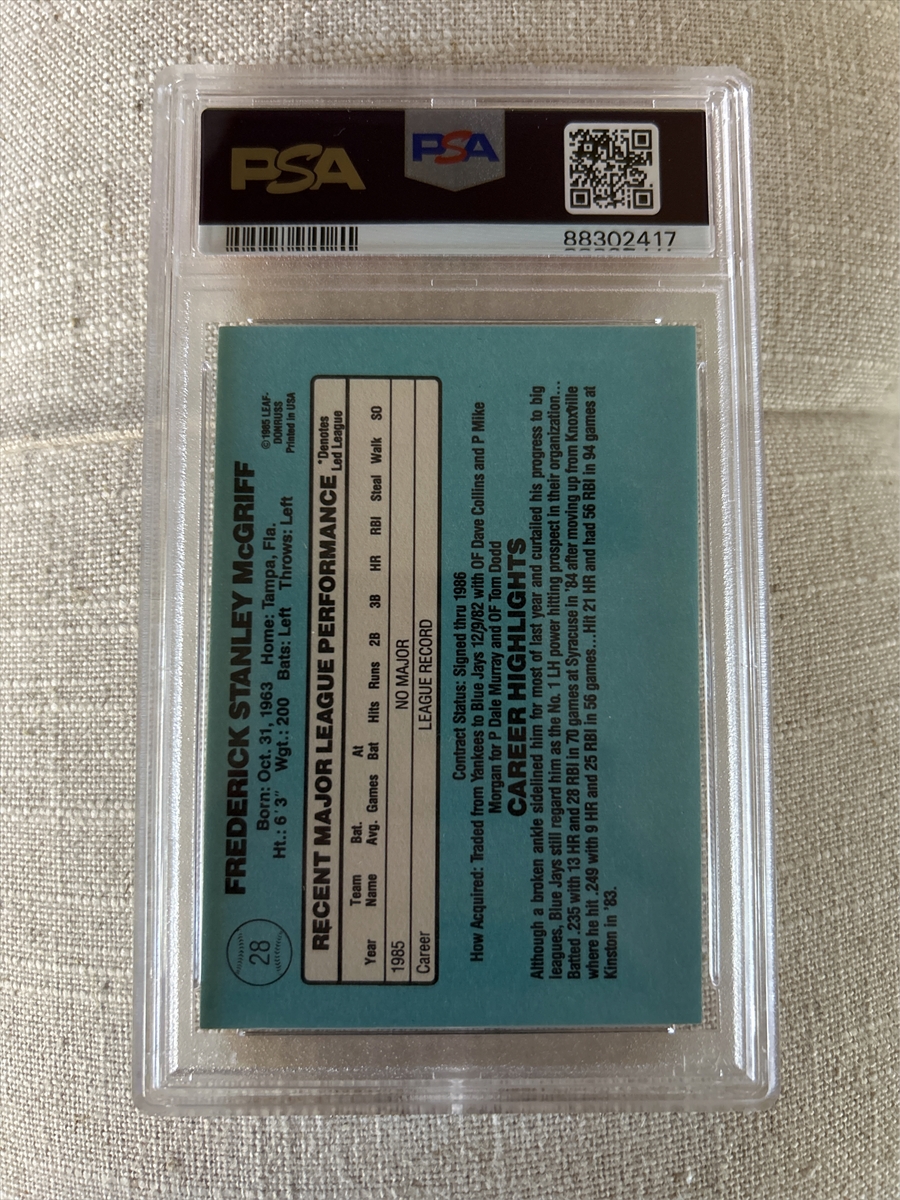 PSA
PSA
88302417
28
FREDERICK STANLEY McGRIFF
Born: Oct. 31, 1963 Home: Tampa, Fla.
Ht.: 6'3" Wgt.: 200 Bats: Left Throws: Left
© 1985 LEAF-
DONRUSS
Printed in USA
RECENT MAJOR LEAGUE PERFORMANCE
*Denotes
Led League
Year Team Name Bat. Avg. Games At Bat Hits Runs 2B 3B HR RBI Steal Walk SO
1985 NO MAJOR
Career LEAGUE RECORD
Contract Status: Signed thru 1986
How Acquired: Traded from Yankees to Blue Jays 12/9/82 with OF Dave Collins and P Mike
Morgan for P Dale Murray and OF Tom Dodd
CAREER HIGHLIGHTS
Although a broken ankle sidelined him for most of last year and curtailed his progress to big
leagues, Blue Jays still regard him as the No. 1 LH power hitting prospect in their organization...
Batted .235 with 13 HR and 28 RBI in 70 games at Syracuse in '84 after moving up from Knoxville
where he hit .249 with 9 HR and 25 RBI in 56 games...Hit 21 HR and had 56 RBI in 94 games at
Kinston in '83.